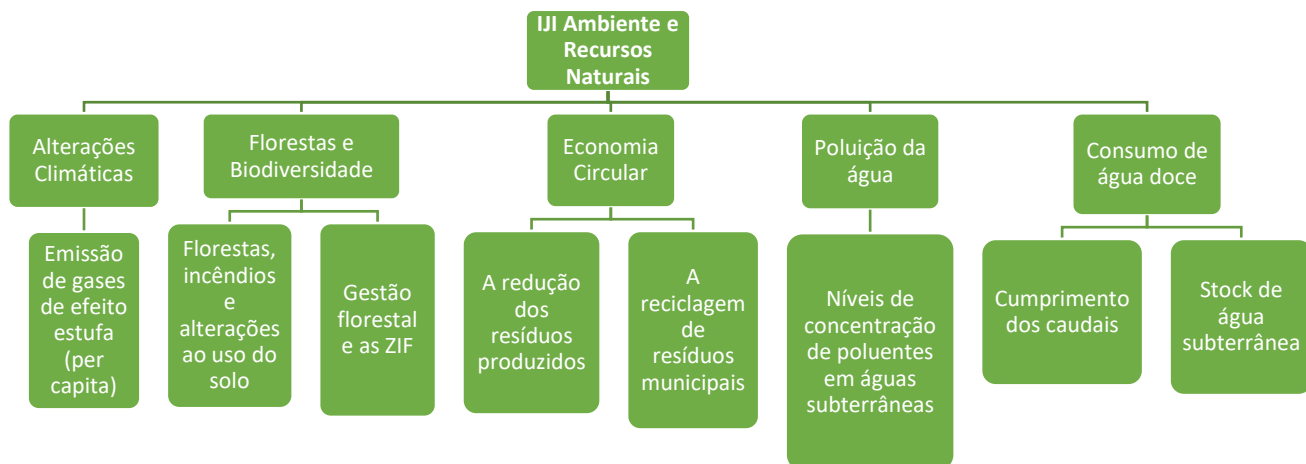 IJI Ambiente e
Recursos
Naturais
Alterações
Climáticas
Florestas e
Biodiversidade
Economia
Circular
Poluição da
água
Consumo de
água doce
Emissão
de gases
de efeito
estufa
(per
capita)
Florestas,
incêndios
e
alterações
ao uso do
solo
Gestão
florestal
e as ZIF
A redução
dos
resíduos
produzidos
A
reciclagem
de
resíduos
municipais
Níveis de
concentração
de poluentes
em águas
subterrâneas
Cumprimento
dos caudais
Stock de
água
subterrânea